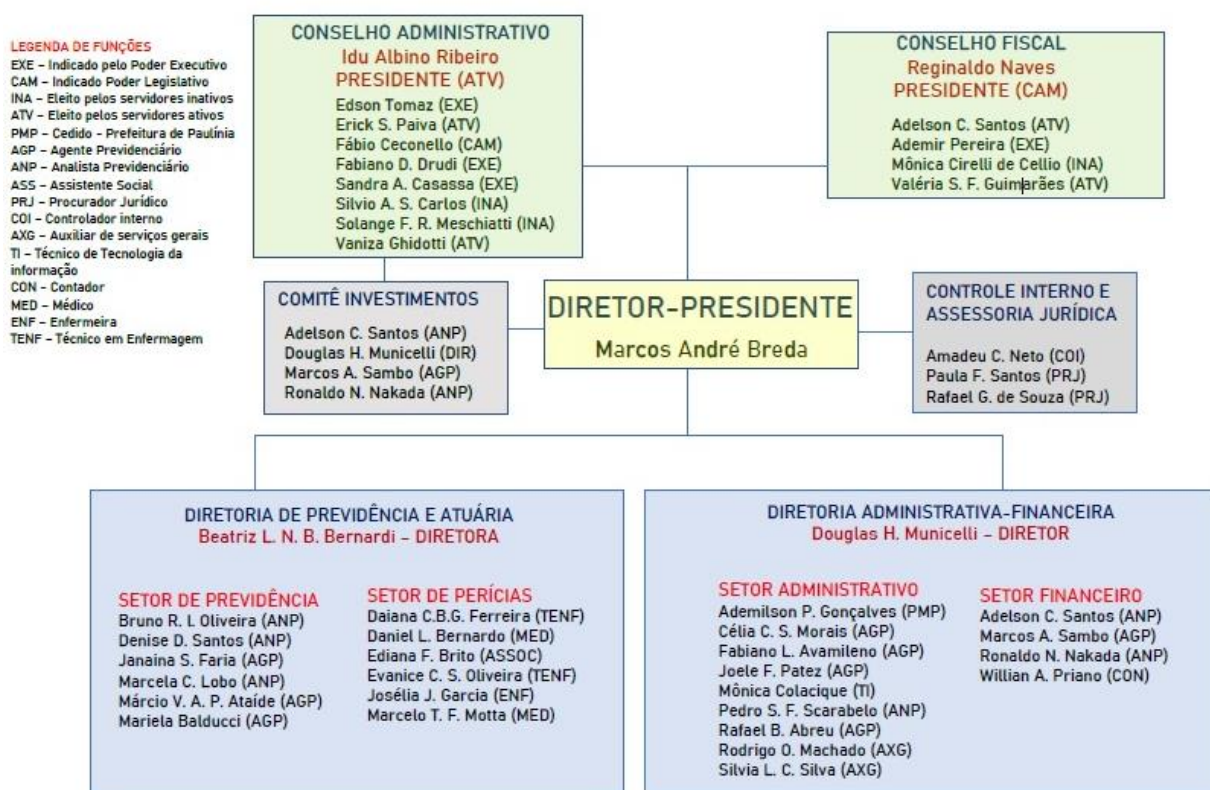 LEGENDA DE FUNÇÕES
EXE – Indicado pelo Poder Executivo
CAM – Indicado Poder Legislativo
INA – Eleito pelos servidores inativos
ATV – Eleito pelos servidores ativos
PMP – Cedido - Prefeitura de Paulínia
AGP – Agente Previdenciário
ANP – Analista Previdenciário
ASS – Assistente Social
PRJ – Procurador Jurídico
COI – Controlador interno
AXG – Auxiliar de serviços gerais
TI – Técnico de Tecnologia da
informação
CON – Contador
MED – Médico
ENF – Enfermeira
TENF – Técnico em Enfermagem
CONSELHO ADMINISTRATIVO
Idu Albino Ribeiro
PRESIDENTE (ATV)
Edson Tomaz (EXE)
Erick S. Paiva (ATV)
Fábio Ceconello (CAM)
Fabiano D. Drudi (EXE)
Sandra A. Casassa (EXE)
Silvio A. S. Carlos (INA)
Solange F. R. Meschiatti (INA)
Vaniza Ghidotti (ATV)
CONSELHO FISCAL
Reginaldo Naves
PRESIDENTE (CAM)
Adelson C. Santos (ATV)
Ademir Pereira (EXE)
Mônica Cirelli de Cellio (INA)
Valéria S. F. Guimarães (ATV)
COMITÊ INVESTIMENTOS
Adelson C. Santos (ANP)
Douglas H. Municelli (DIR)
Marcos A. Sambo (AGP)
Ronaldo N. Nakada (ANP)
DIRETOR-PRESIDENTE
Marcos André Breda
CONTROLE INTERNO E
ASSESSORIA JURÍDICA
Amadeu C. Neto (COI)
Paula F. Santos (PRJ)
Rafael G. de Souza (PRJ)
DIRETORIA DE PREVIDÊNCIA E ATUÁRIA
Beatriz L. N. B. Bernardi – DIRETORA
SETOR DE PREVIDÊNCIA
Bruno R. I. Oliveira (ANP)
Denise D. Santos (ANP)
Janaina S. Faria (AGP)
Marcela C. Lobo (ANP)
Márcio V. A. P. Ataíde (AGP)
Mariela Balducci (AGP)
SETOR DE PERÍCIAS
Daiana C.B.G. Ferreira (TENF)
Daniel L. Bernardo (MED)
Ediana F. Brito (ASSOC)
Evanice C. S. Oliveira (TENF)
Josélia J. Garcia (ENF)
Marcelo T. F. Motta (MED)
DIRETORIA ADMINISTRATIVA-FINANCEIRA
Douglas H. Municelli – DIRETOR
SETOR ADMINISTRATIVO
Ademilson P. Gonçalves (PMP)
Célia C. S. Morais (AGP)
Fabiano L. Avamileno (AGP)
Joele F. Patez (AGP)
Mônica Colacique (TI)
Pedro S. F. Scarabelo (ANP)
Rafael B. Abreu (AGP)
Rodrigo O. Machado (AXG)
Silvia L. C. Silva (AXG)
SETOR FINANCEIRO
Adelson C. Santos (ANP)
Marcos A. Sambo (AGP)
Ronaldo N. Nakada (ANP)
Willian A. Priano (CON)